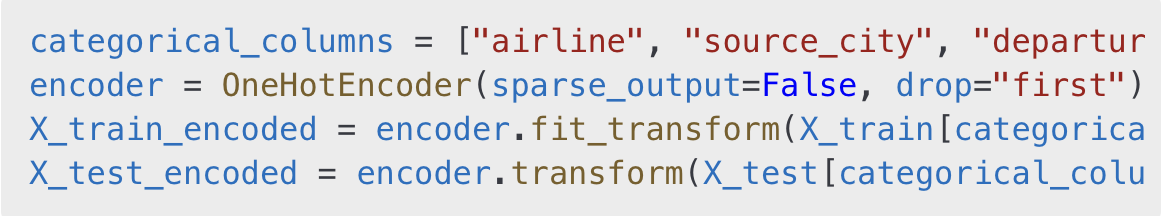 categorical_columns = ["airline", "source_city", "departur
encoder = OneHotEncoder(sparse_output=False, drop="first")
X_train_encoded = encoder.fit_transform(X_train[categorica
X_test_encoded = encoder.transform(X_test[categorical_colu